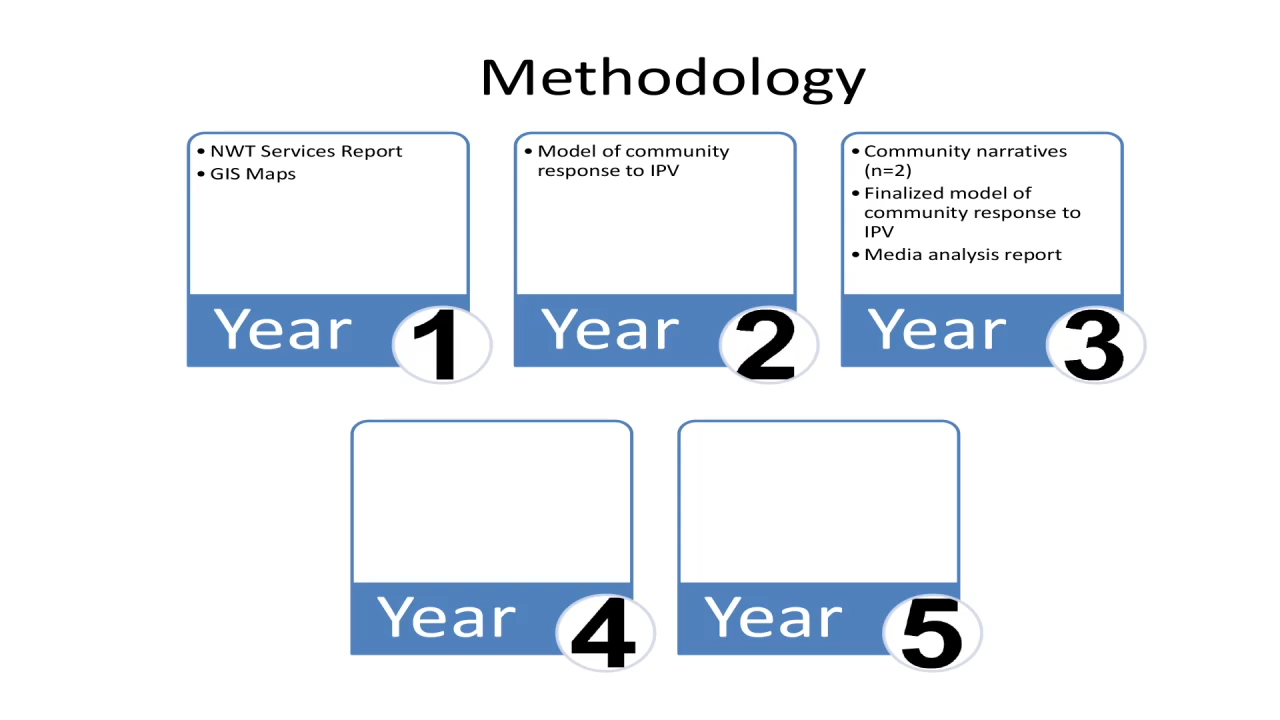 Methodology
• NWT Services Report
• GIS Maps
Year 1
• Model of community
response to IPV
Year 2
• Community narratives
(n=2)
• Finalized model of
community response to
IPV
• Media analysis report
Year 3
Year 4
Year 5